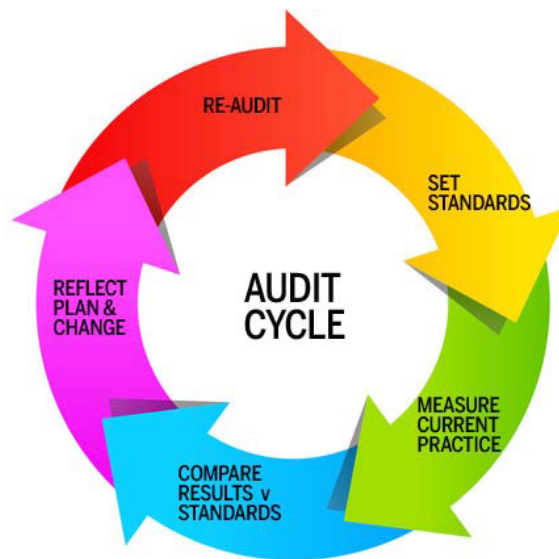 RE-AUDIT
SET
STANDARDS
MEASURE
CURRENT
PRACTICE
COMPARE
RESULTS v
STANDARDS
REFLECT
PLAN &
CHANGE
AUDIT
CYCLE